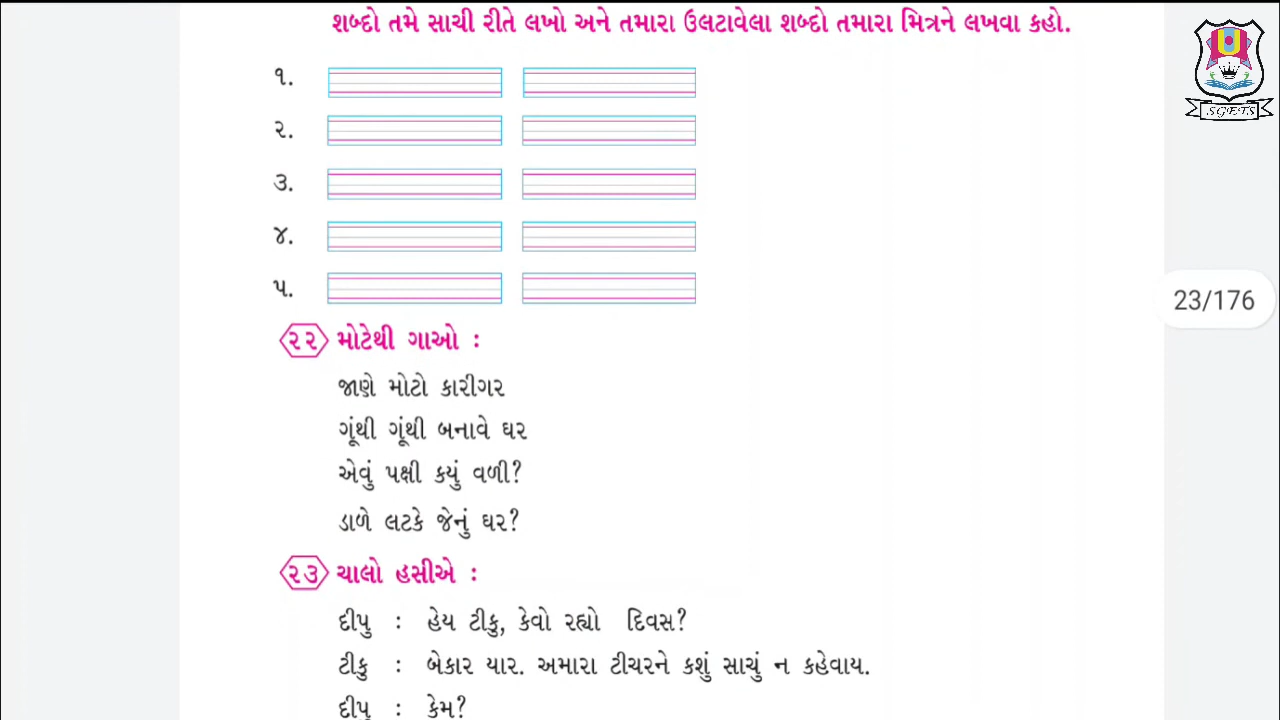 શબ્દો તમે સાચી રીતે લખો અને તમારા ઉલટાવેલા શબ્દો તમારા મિત્રને લખવા કહો.
SGETS
૧.
૨.
૩.
૪.
૫.
23/176
૨૨ મોટેથી ગાઓ :
જાણે મોટો કારીગર
ગૂંથી ગૂંથી બનાવે ઘર
એવું પક્ષી કયું વળી?
ડાળે લટકે જેનું ઘર?
૨૩ ચાલો હસીએ :
દીપુ : હેય ટીકુ, કેવો રહ્યો દિવસ?
ટીકુ : બેકાર યાર. અમારા ટીચરને કશું સાચું ન કહેવાય.
દીપુ : કેમ?